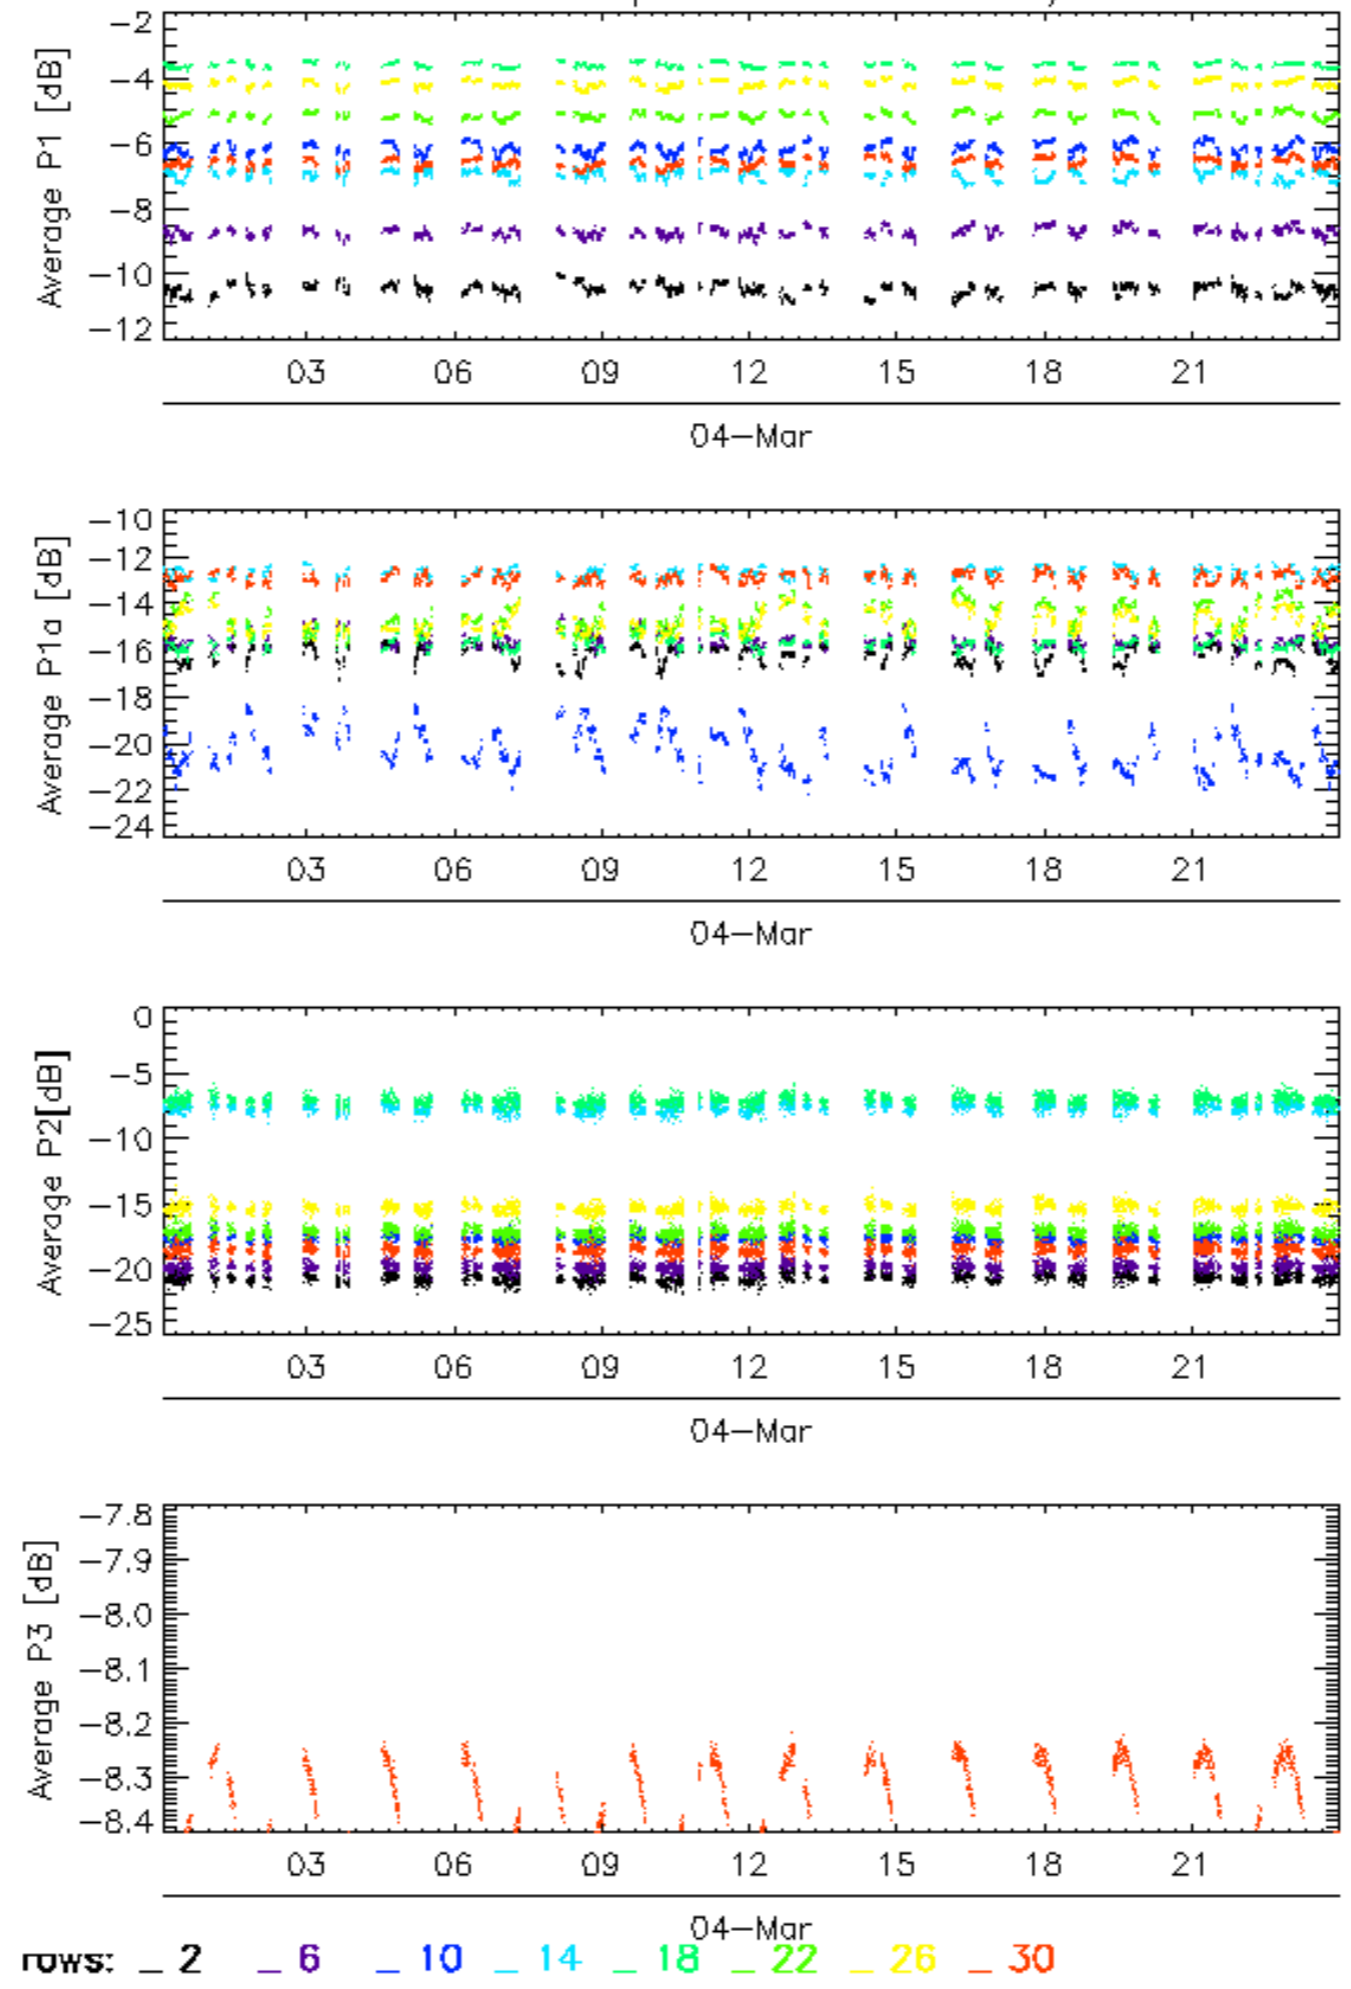 -2
-4
-6
-8
-10
-12
Average P1 [dB]
03 06 09 12 15 18 21
04-Mar
-10
-12
-14
-16
-18
-20
-22
-24
Average P1a [dB]
03 06 09 12 15 18 21
04-Mar
0
-5
-10
-15
-20
-25
Average P2[dB]
03 06 09 12 15 18 21
04-Mar
-7.8
-7.9
-8.0
-8.1
-8.2
-8.3
-8.4
Average P3 [dB]
03 06 09 12 15 18 21
04-Mar
rows: _ 2 _ 6 _ 10 _ 14 _ 18 _ 22 _ 26 _ 30